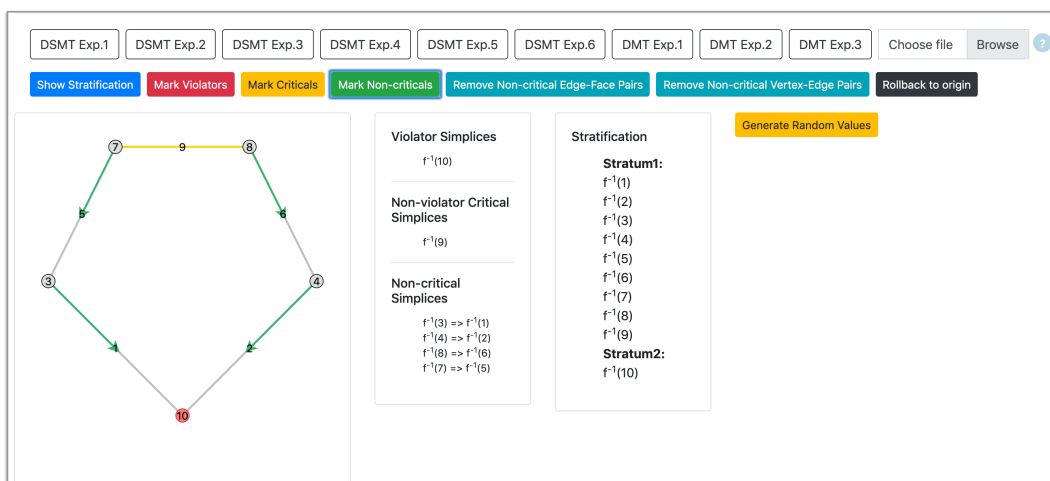 DSMT Exp.1 DSMT Exp.2 DSMT Exp.3 DSMT Exp.4 DSMT Exp.5 DSMT Exp.6 DMT Exp.1 DMT Exp.2 DMT Exp.3 Choose file Browse ?
Show Stratification Mark Violators Mark Criticals Mark Non-criticals Remove Non-critical Edge-Face Pairs Remove Non-critical Vertex-Edge Pairs Rollback to origin
7 9 8
5 6
3 4
1 2
10
Violator Simplices
f⁻¹(10)
Non-violator Critical
Simplices
f⁻¹(9)
Non-critical
Simplices
f⁻¹(3) => f⁻¹(1)
f⁻¹(4) => f⁻¹(2)
f⁻¹(8) => f⁻¹(6)
f⁻¹(7) => f⁻¹(5)
Stratification
Stratum1:
f⁻¹(1)
f⁻¹(2)
f⁻¹(3)
f⁻¹(4)
f⁻¹(5)
f⁻¹(6)
f⁻¹(7)
f⁻¹(8)
f⁻¹(9)
Stratum2:
f⁻¹(10)
Generate Random Values